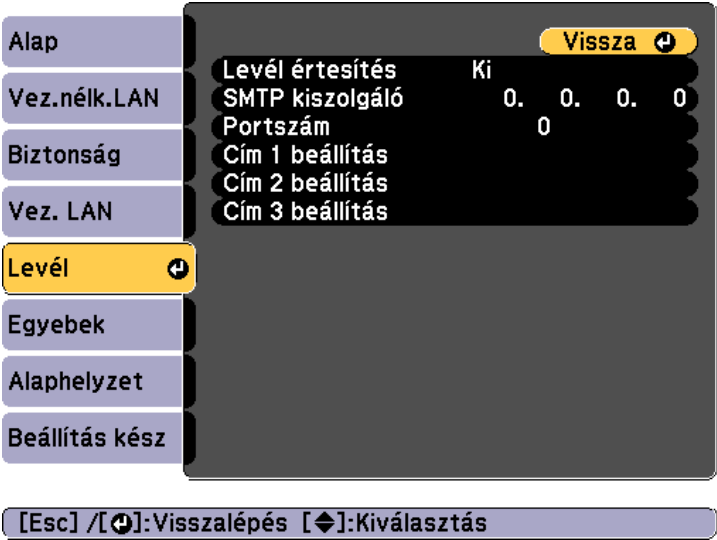 Alap
Vez.nélk.LAN
Biztonság
Vez. LAN
Levél
Egyebek
Alaphelyzet
Beállítás kész
Vissza
Levél értesítés Ki
SMTP kiszolgáló 0. 0. 0. 0
Portszám 0
Cím 1 beállítás
Cím 2 beállítás
Cím 3 beállítás
[Esc] /[⏎]:Visszalépés [◆]:Kiválasztás